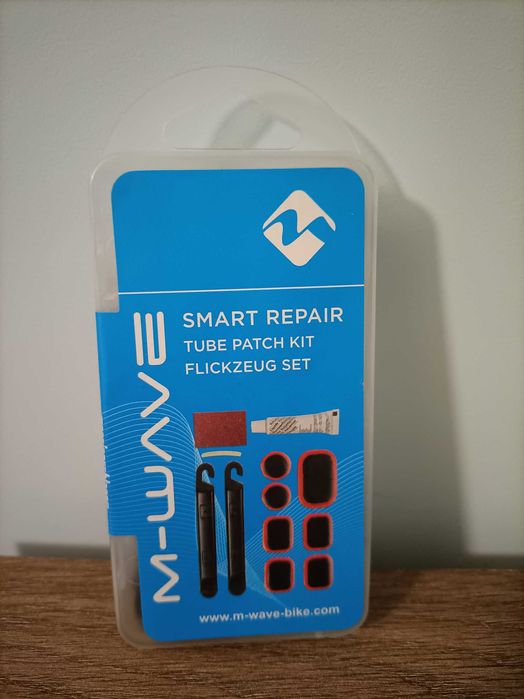 M-WAVE
SMART REPAIR
TUBE PATCH KIT
FLICKZEUG SET
www.m-wave-bike.com